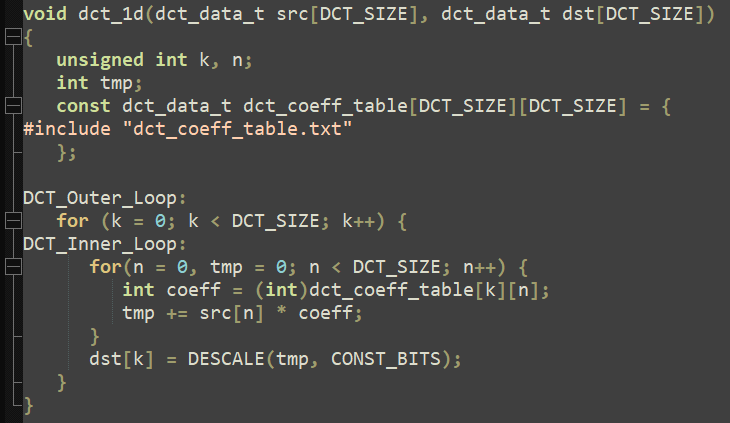 void dct_1d(dct_data_t src[DCT_SIZE], dct_data_t dst[DCT_SIZE])
{
   unsigned int k, n;
   int tmp;
   const dct_data_t dct_coeff_table[DCT_SIZE][DCT_SIZE] = {
#include "dct_coeff_table.txt"
   };

DCT_Outer_Loop:
   for (k = 0; k < DCT_SIZE; k++) {
DCT_Inner_Loop:
      for(n = 0, tmp = 0; n < DCT_SIZE; n++) {
         int coeff = (int)dct_coeff_table[k][n];
         tmp += src[n] * coeff;
      }
      dst[k] = DESCALE(tmp, CONST_BITS);
   }
}